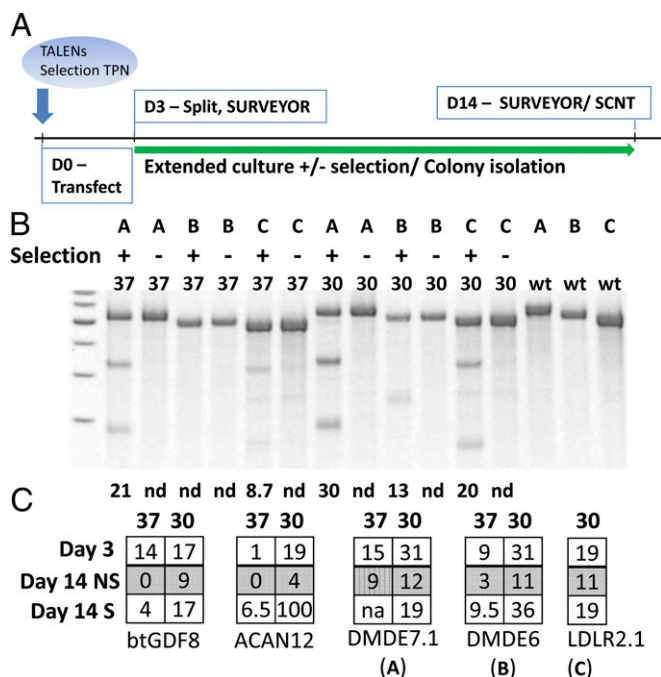 A
TALENs
Selection TPN
D3 – Split, SURVEYOR
D14 – SURVEYOR/ SCNT
D0 –
Transfect
Extended culture +/- selection/ Colony isolation
B
A A B B C C A A B B C C A B C
Selection + - + - + - + - + - + -
37 37 37 37 37 37 30 30 30 30 30 30 wt wt wt
21 nd nd nd 8.7 nd 30 nd 13 nd 20 nd
C
37 30 37 30 37 30 37 30 30
Day 3 14 17 1 19 15 31 9 31 19
Day 14 NS 0 9 0 4 9 12 3 11 11
Day 14 S 4 17 6.5 100 na 19 9.5 36 19
btGDF8 ACAN12 DMDE7.1 DMDE6 LDLR2.1
(A) (B) (C)